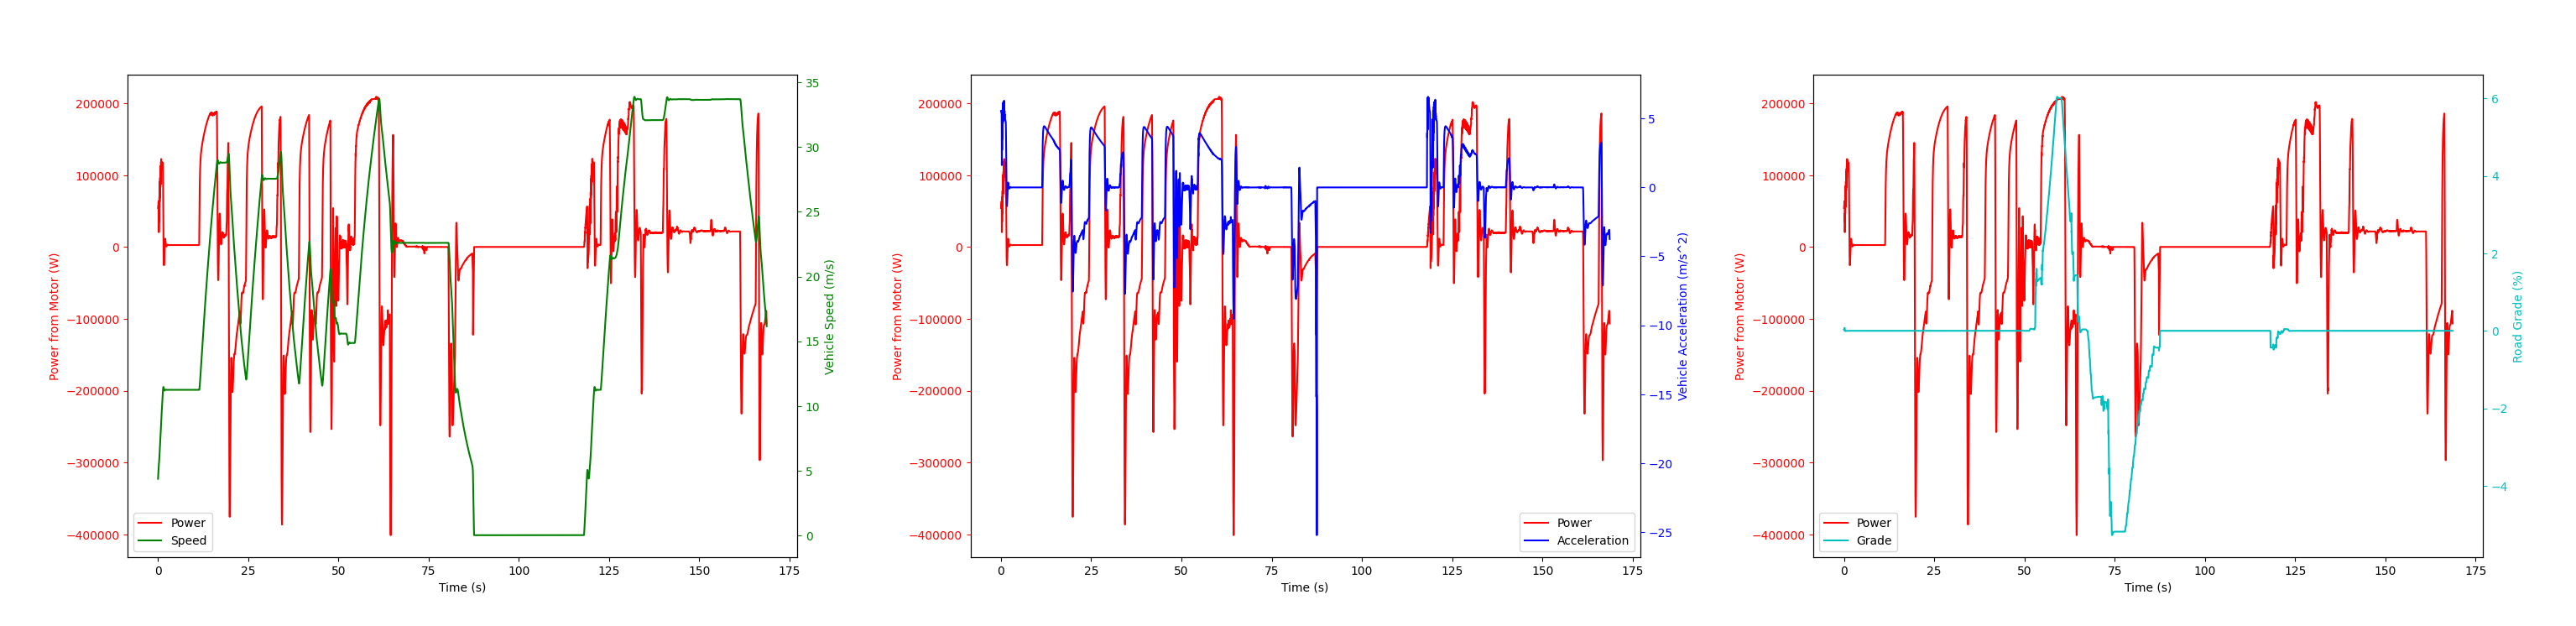 200000
100000
0
−100000
−200000
−300000
−400000
Power from Motor (W)
35
30
25
20
15
10
5
0
Vehicle Speed (m/s)
Power
Speed
0 25 50 75 100 125 150 175
Time (s)
200000
100000
0
−100000
−200000
−300000
−400000
Power from Motor (W)
5
0
−5
−10
−15
−20
−25
Vehicle Acceleration (m/s^2)
Power
Acceleration
0 25 50 75 100 125 150 175
Time (s)
200000
100000
0
−100000
−200000
−300000
−400000
Power from Motor (W)
6
4
2
0
−2
−4
Road Grade (%)
Power
Grade
0 25 50 75 100 125 150 175
Time (s)